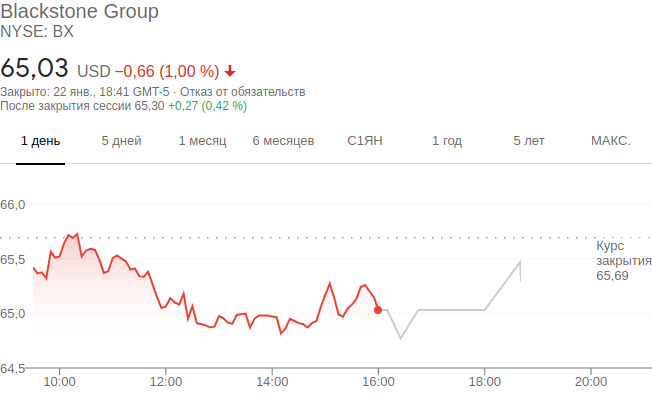 Blackstone Group
NYSE: BX
65,03 USD −0,66 (1,00 %)
Закрыто: 22 янв., 18:41 GMT-5 · Отказ от обязательств
После закрытия сессии 65,30 +0,27 (0,42 %)
1 день 5 дней 1 месяц 6 месяцев С1ЯН 1 год 5 лет МАКС.
66,0
65,5
65,0
64,5
Курс
закрытия
65,69
10:00 12:00 14:00 16:00 18:00 20:00